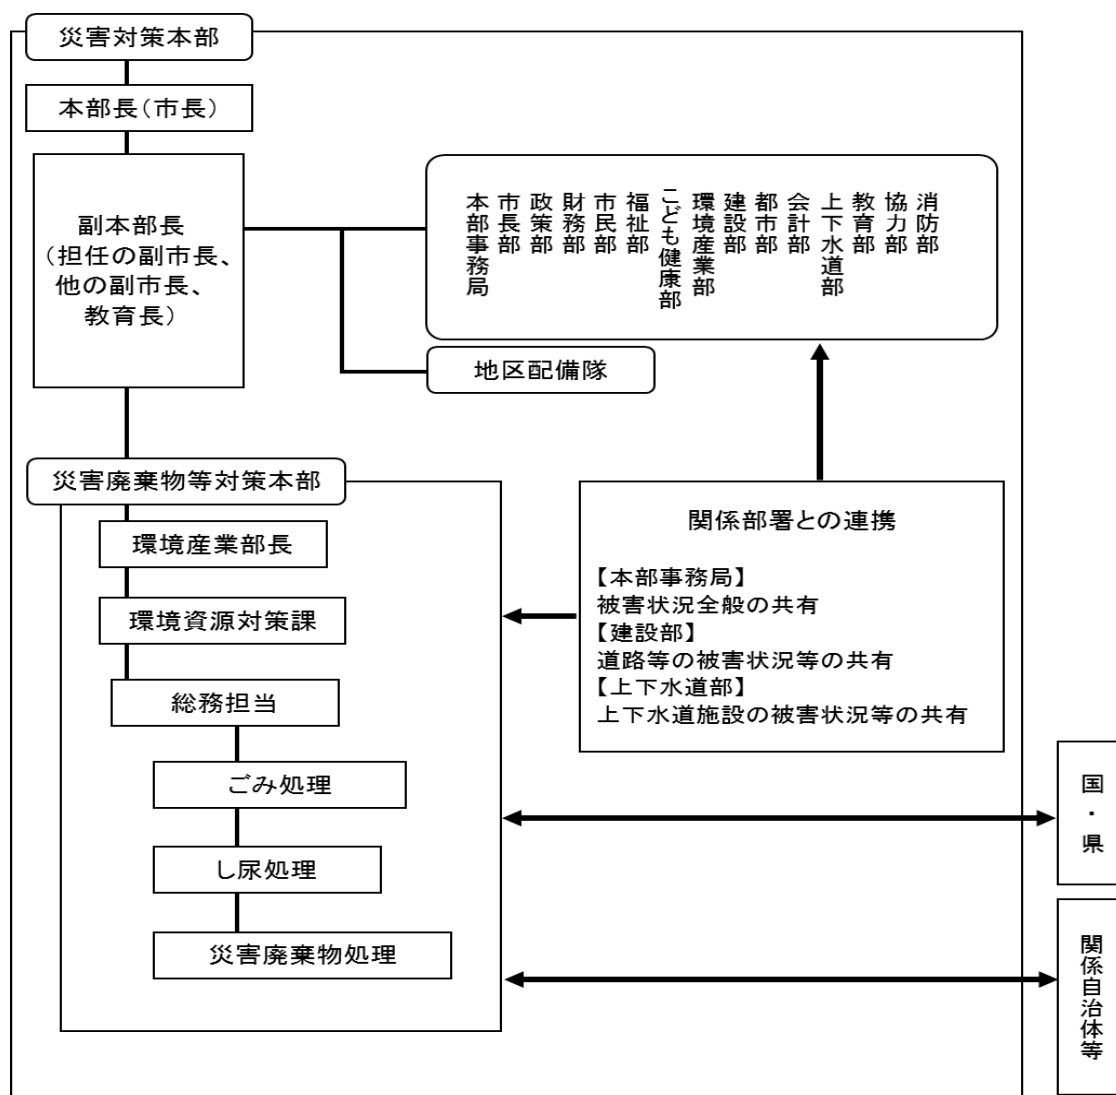 災害対策本部
本部長（市長）
副本部長
（担任の副市長、
他の副市長、
教育長）
本部事務局
市長部
政策部
財務部
市民部
福祉部
こども健康部
環境産業部
建設部
都市部
会計部
上下水道部
教育部
協力部
消防部
地区配備隊
災害廃棄物等対策本部
環境産業部長
環境資源対策課
総務担当
ごみ処理
し尿処理
災害廃棄物処理
関係部署との連携
【本部事務局】
被害状況全般の共有
【建設部】
道路等の被害状況等の共有
【上下水道部】
上下水道施設の被害状況等の共有
国・県
関係自治体等